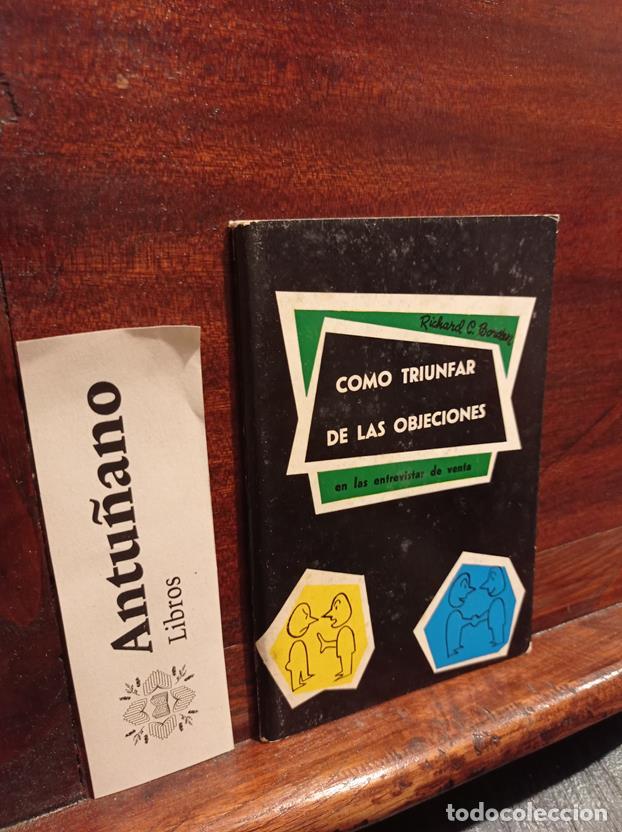 Richard C. Borden
COMO TRIUNFAR
DE LAS OBJECIONES
en las entrevistas de venta
Antuñano
Libros
todocoleccion